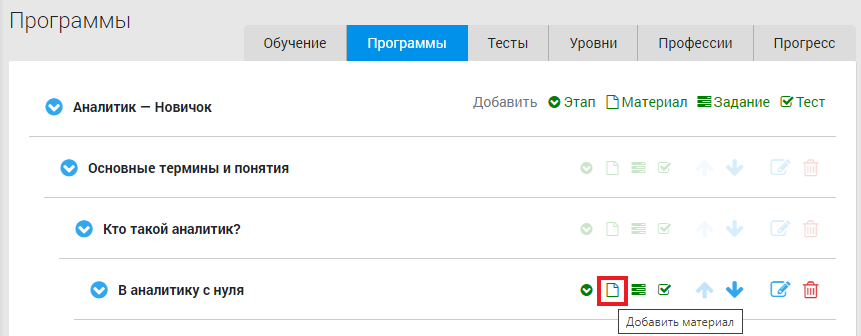 Программы
Обучение Программы Тесты Уровни Профессии Прогресс
Аналитик — Новичок Добавить Этап Материал Задание Тест
Основные термины и понятия
Кто такой аналитик?
В аналитику с нуля
Добавить материал